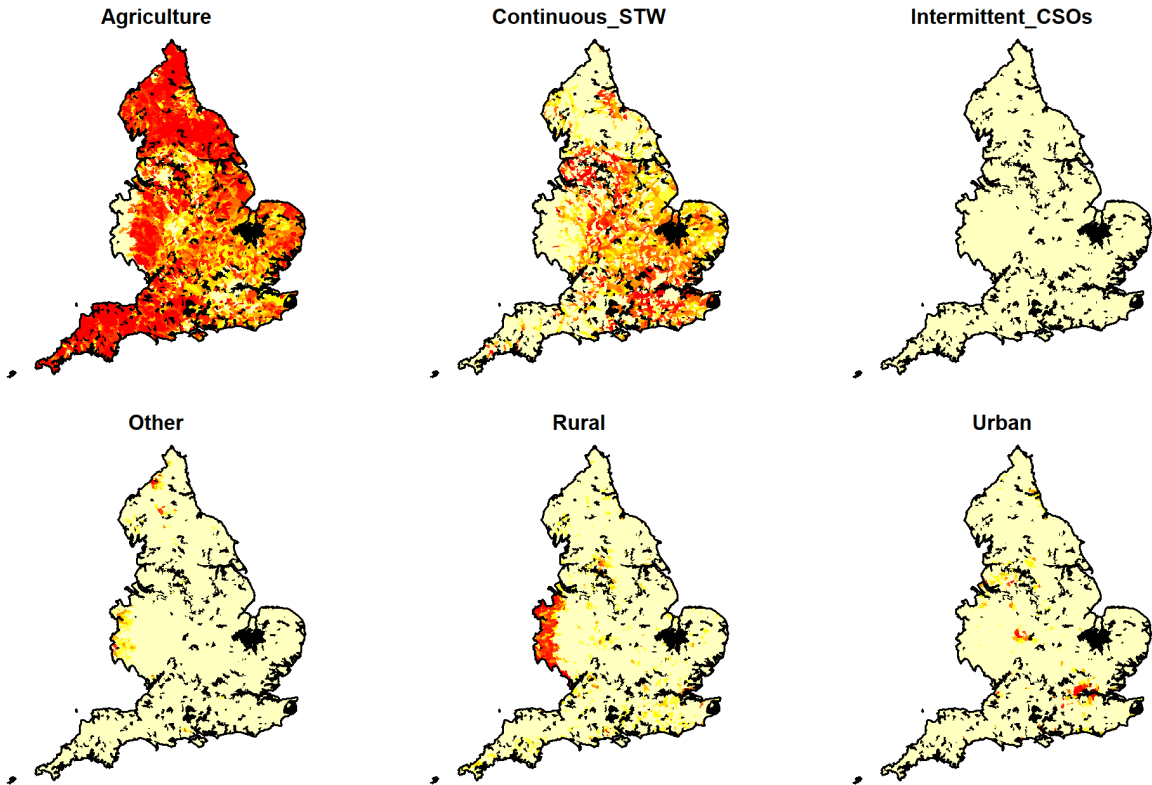 Agriculture
Continuous_STW
Intermittent_CSOs
Other
Rural
Urban